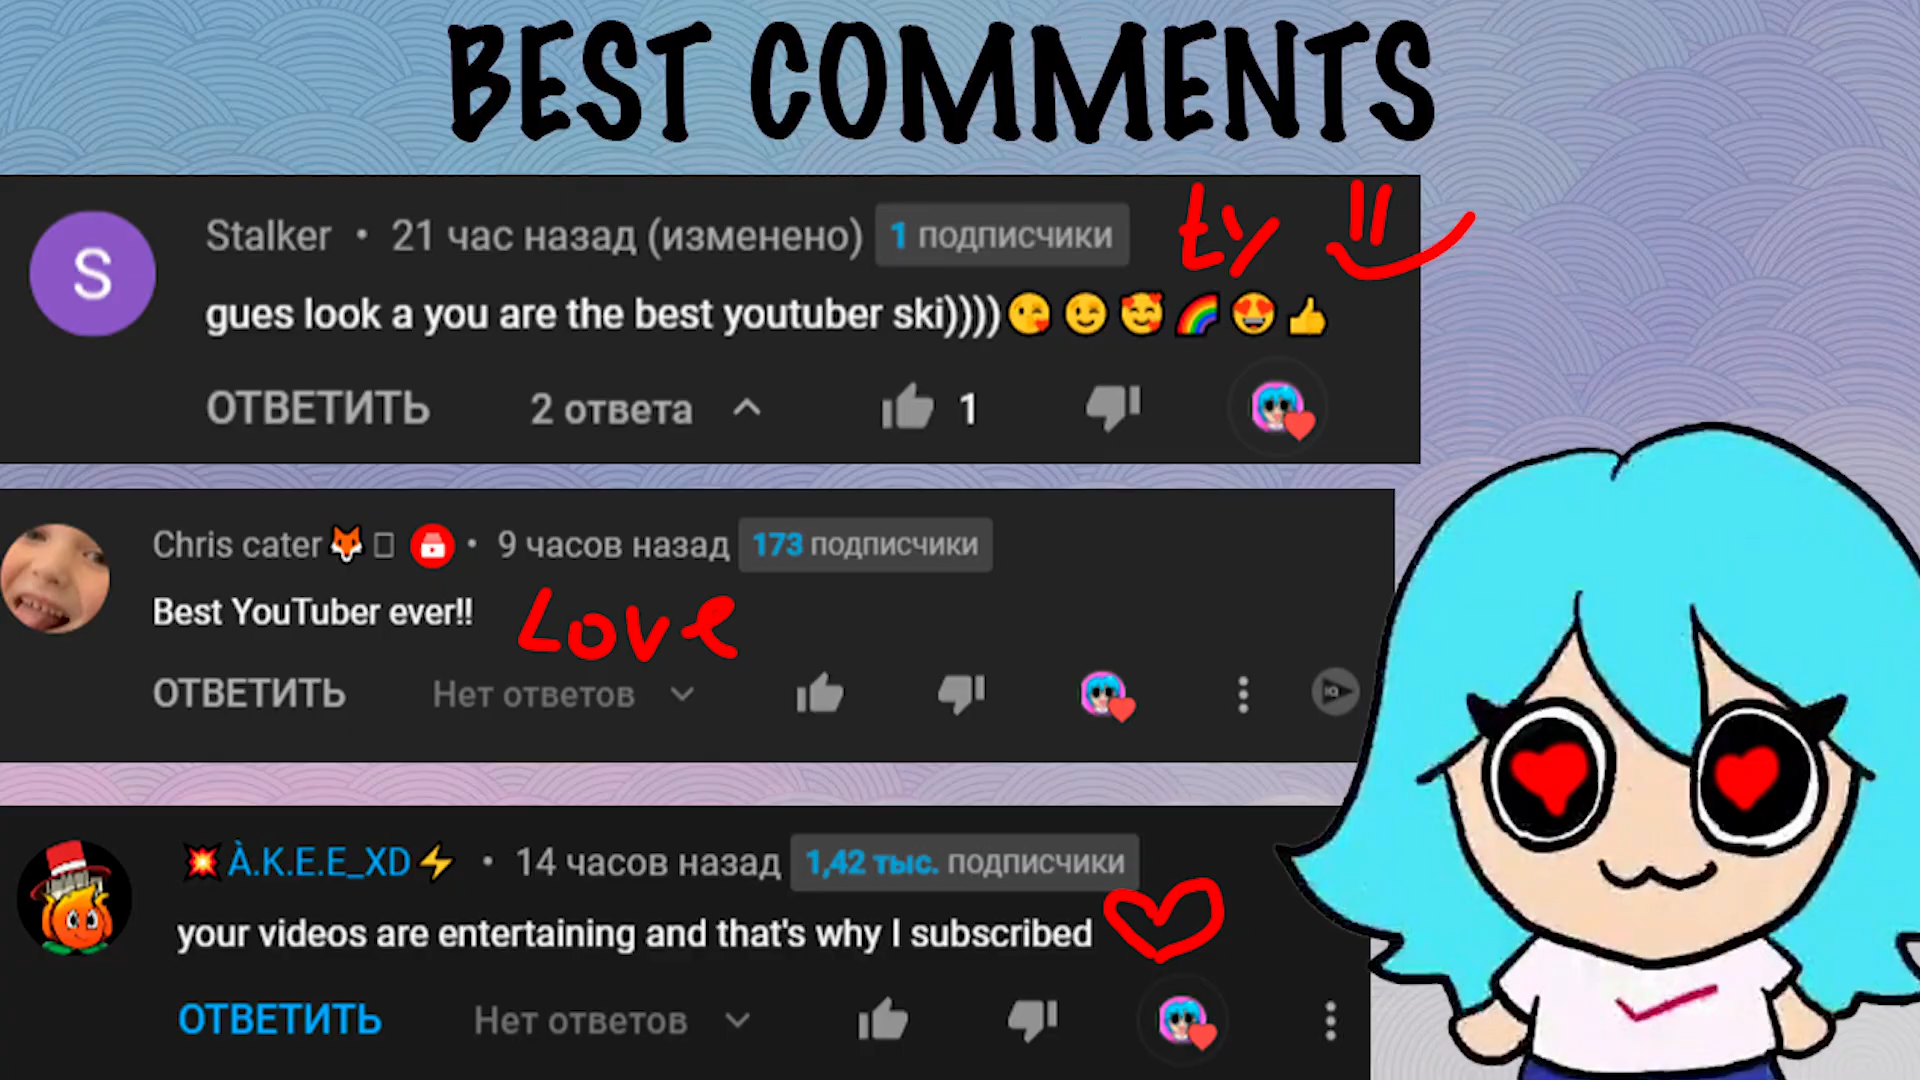 BEST COMMENTS
S
Stalker • 21 час назад (изменено) 1 подписчики
ty
gues look a you are the best youtuber ski))))😘😉🥰🌈😍👍
ОТВЕТИТЬ 2 ответа 1
Chris cater🦊 • 9 часов назад 173 подписчики
Best YouTuber ever!!
Love
ОТВЕТИТЬ Нет ответов
💥À.K.E.E_XD⚡ • 14 часов назад 1,42 тыс. подписчики
your videos are entertaining and that's why I subscribed
ОТВЕТИТЬ Нет ответов